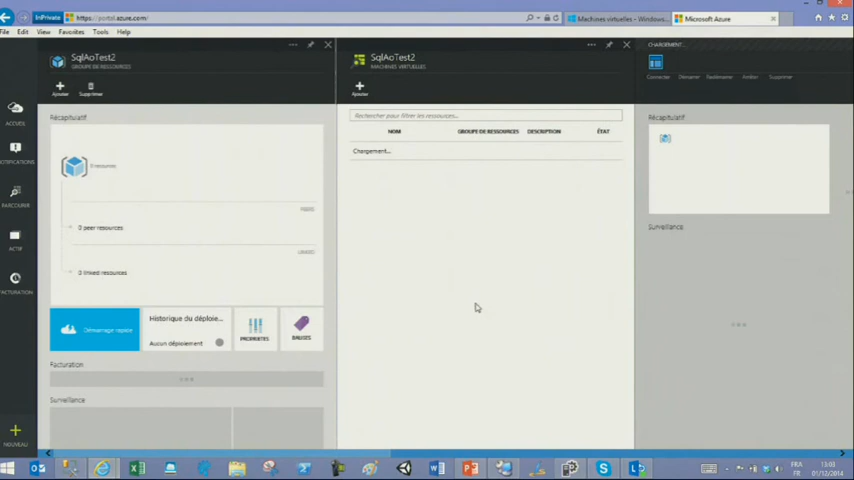 InPrivate
https://portal.azure.com/
Machines virtuelles - Windows...
Microsoft Azure
File Edit View Favorites Tools Help
SqlAoTest2
GROUPE DE RESSOURCES
Ajouter
Supprimer
SqlAoTest2
MACHINES VIRTUELLES
Ajouter
CHARGEMENT...
Connecter
Démarrer
Redémarrer
Arrêter
Supprimer
ACCUEIL
NOTIFICATIONS
PARCOURIR
ACTIF
FACTURATION
NOUVEAU
Récapitulatif
0 resources
0 peer resources
LINKED
0 linked resources
Démarrage rapide
Historique du déploie...
Aucun déploiement
PROPRIÉTÉS
BALISES
Facturation
Surveillance
Rechercher pour filtrer les ressources...
NOM
GROUPE DE RESSOURCES
DESCRIPTION
ÉTAT
Chargement...
Récapitulatif
Surveillance
FRA
FR
13:03
01/12/2014